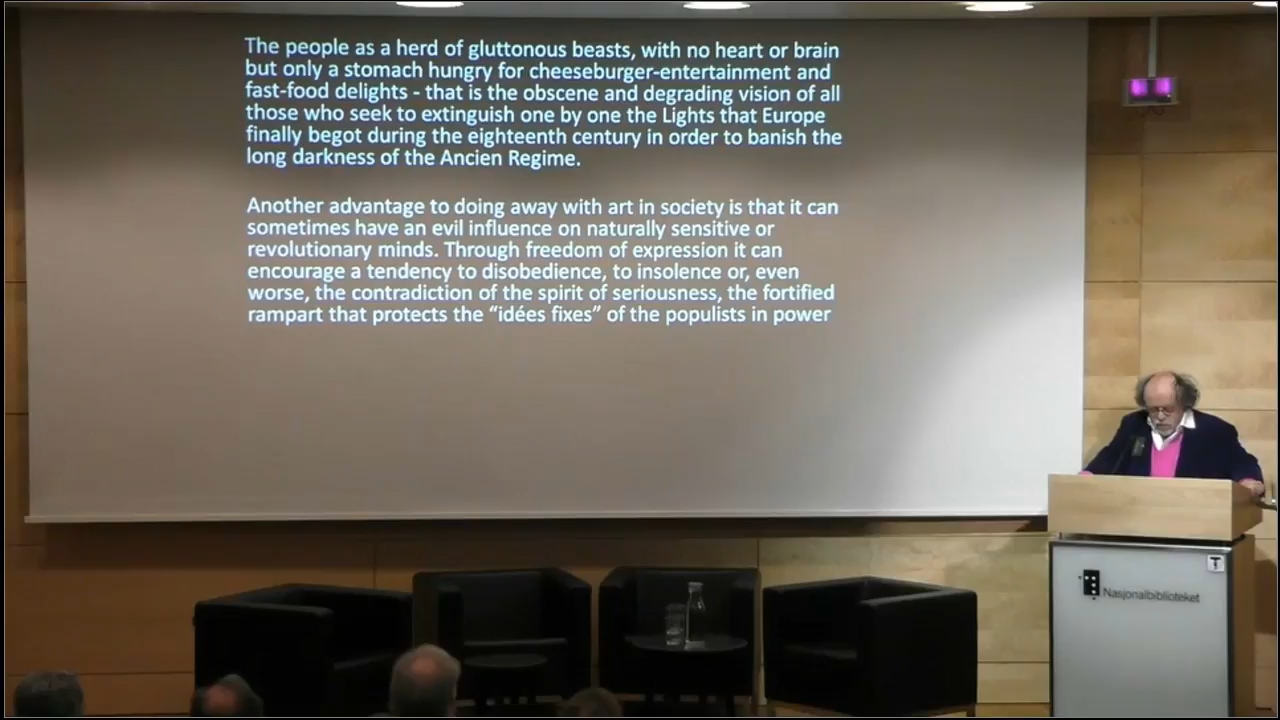 The people as a herd of gluttonous beasts, with no heart or brain
but only a stomach hungry for cheeseburger-entertainment and
fast-food delights - that is the obscene and degrading vision of all
those who seek to extinguish one by one the Lights that Europe
finally begot during the eighteenth century in order to banish the
long darkness of the Ancien Regime.
Another advantage to doing away with art in society is that it can
sometimes have an evil influence on naturally sensitive or
revolutionary minds. Through freedom of expression it can
encourage a tendency to disobedience, to insolence or, even
worse, the contradiction of the spirit of seriousness, the fortified
rampart that protects the “idées fixes” of the populists in power
T
Nasjonalbiblioteket